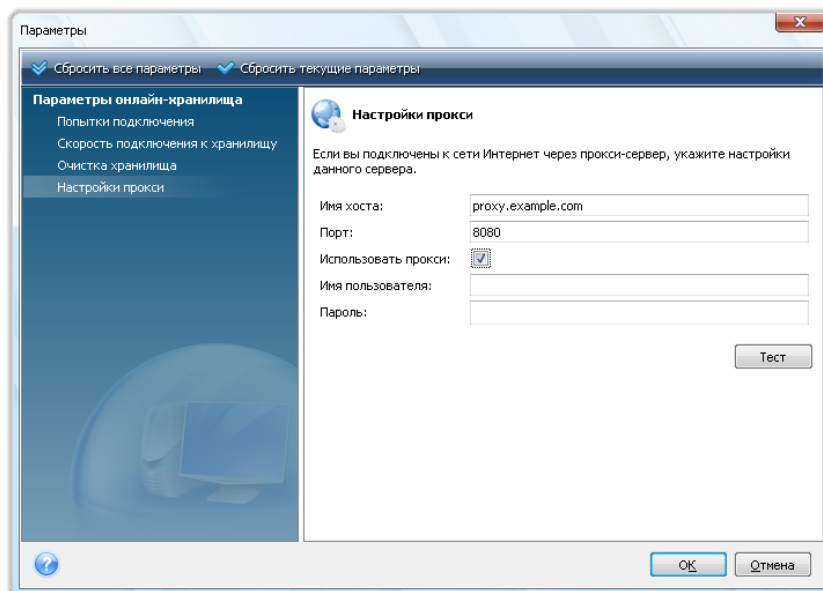 Параметры
Сбросить все параметры Сбросить текущие параметры
Параметры онлайн-хранилища
Попытки подключения
Скорость подключения к хранилищу
Очистка хранилища
Настройки прокси
Настройки прокси
Если вы подключены к сети Интернет через прокси-сервер, укажите настройки
данного сервера.
Имя хоста: proxy.example.com
Порт: 8080
Использовать прокси:
Имя пользователя:
Пароль:
Тест
ОК Отмена